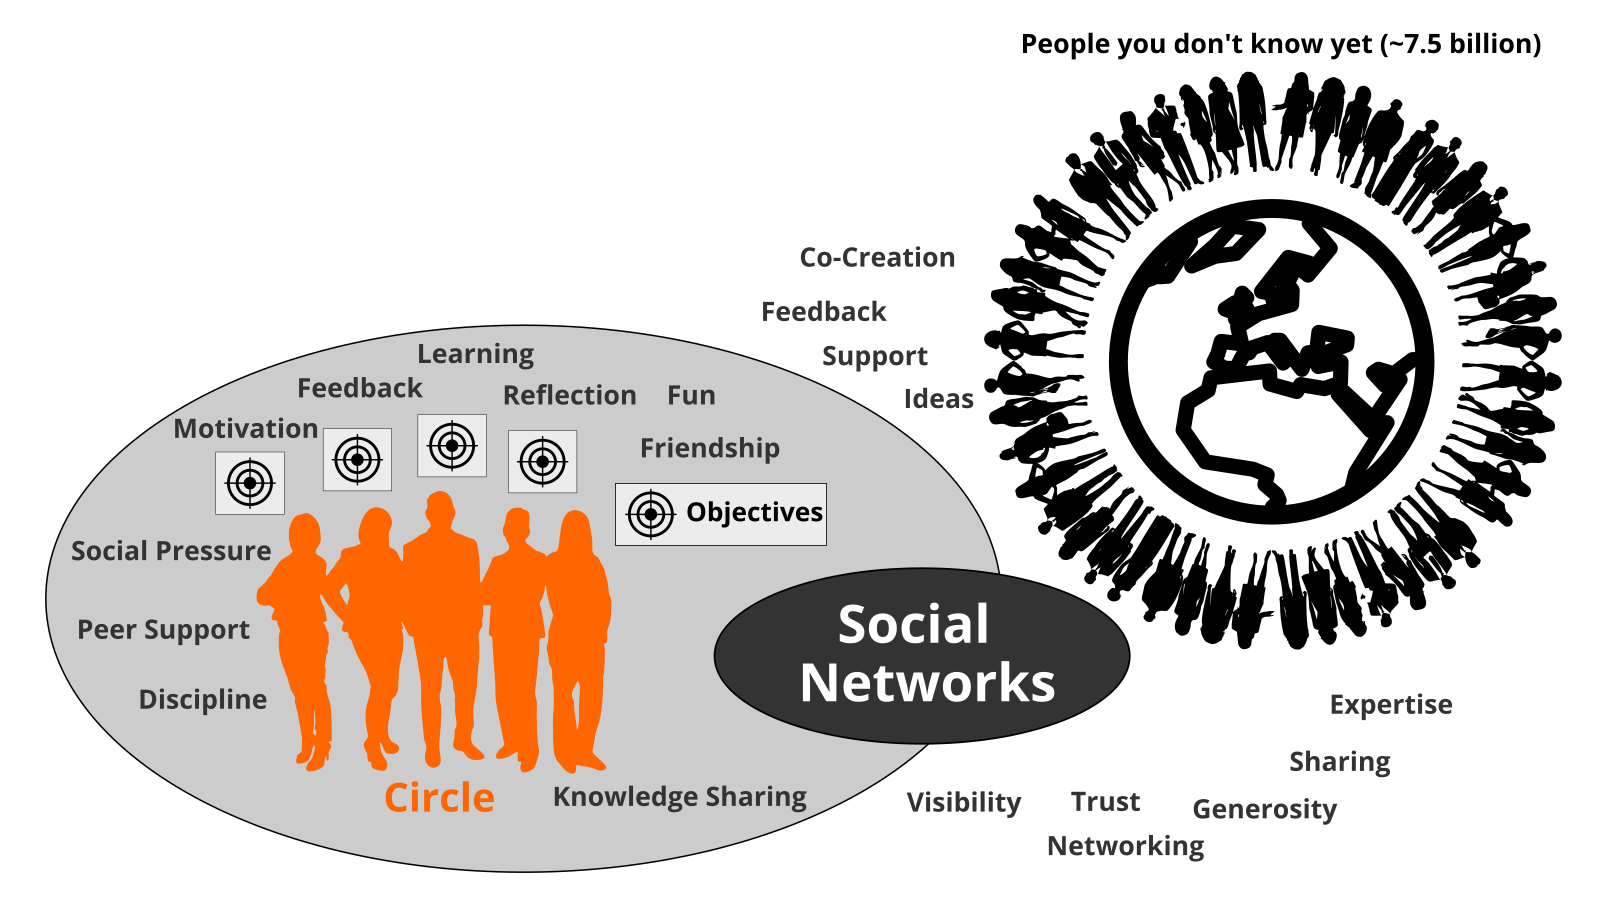 People you don't know yet (~7.5 billion)
Co-Creation
Feedback
Support
Ideas
Learning
Feedback
Reflection
Fun
Motivation
Friendship
Objectives
Social Pressure
Peer Support
Discipline
Circle
Knowledge Sharing
Social
Networks
Expertise
Sharing
Visibility
Trust
Generosity
Networking